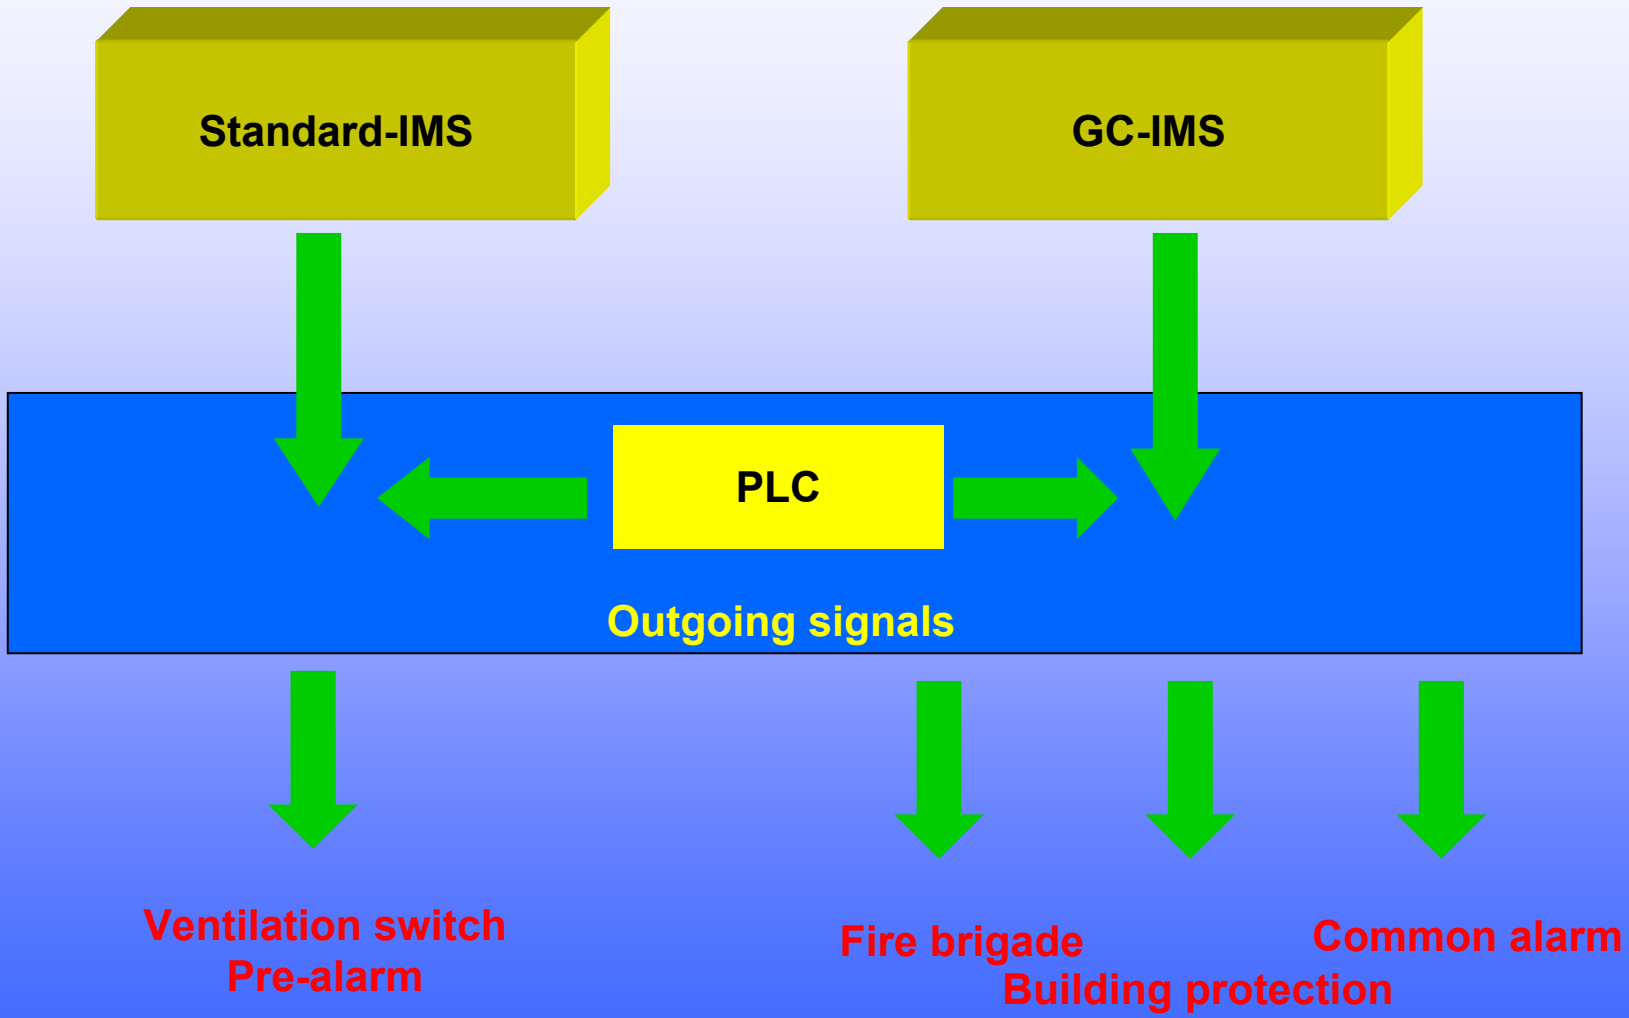 Standard-IMS
GC-IMS
PLC
Outgoing signals
Ventilation switch
Pre-alarm
Fire brigade
Building protection
Common alarm